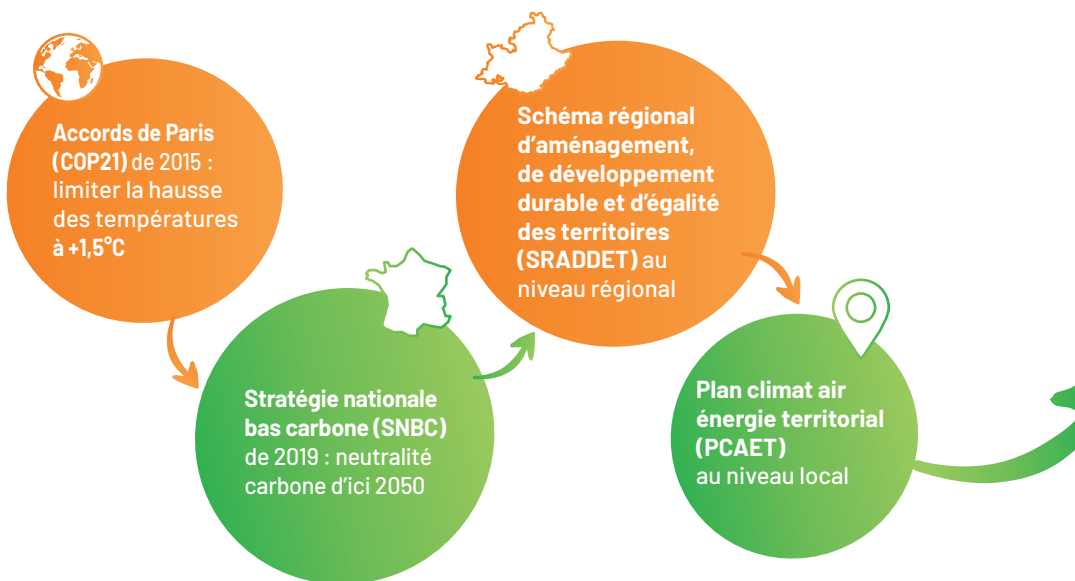 Accords de Paris
(COP21) de 2015 :
limiter la hausse
des températures
à +1,5°C
Stratégie nationale
bas carbone (SNBC)
de 2019 : neutralité
carbone d'ici 2050
Schéma régional
d'aménagement,
de développement
durable et d'égalité
des territoires
(SRADDET) au
niveau régional
Plan climat air
énergie territorial
(PCAET)
au niveau local